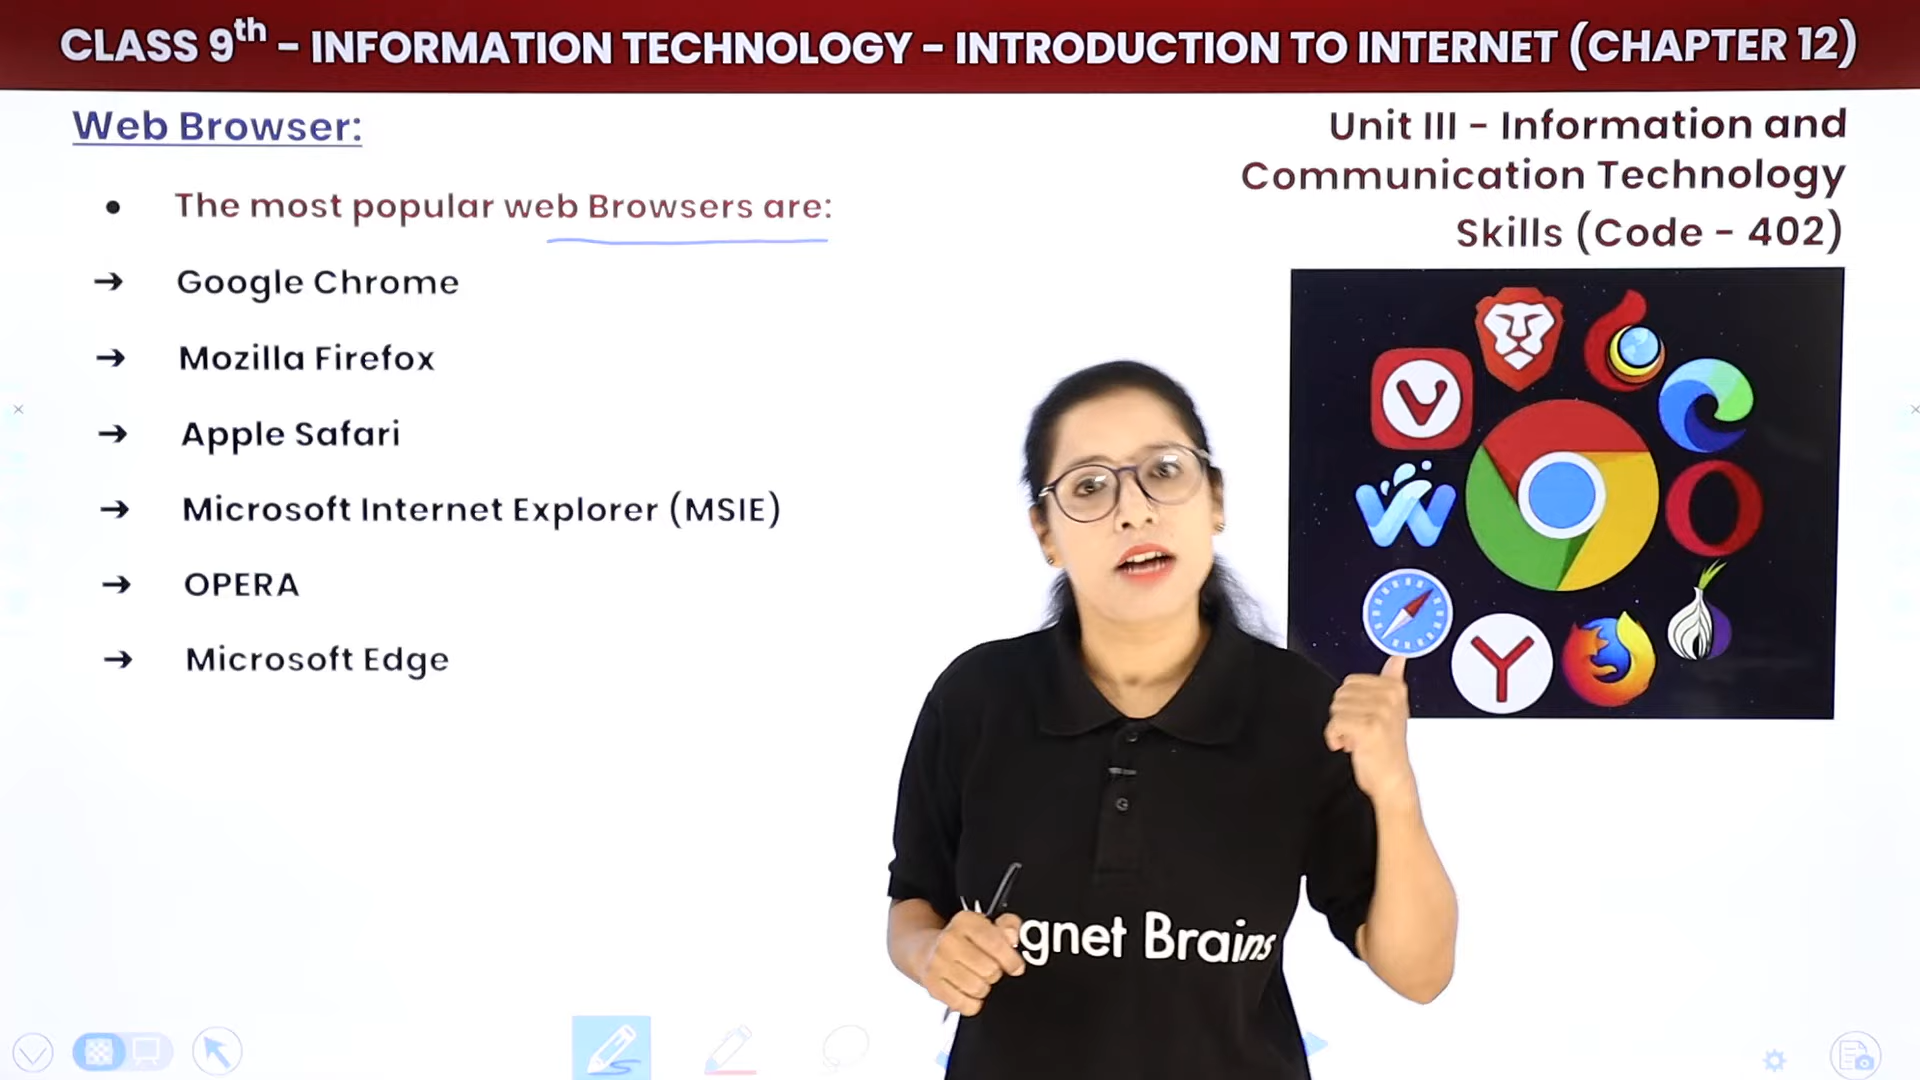 CLASS 9th - INFORMATION TECHNOLOGY - INTRODUCTION TO INTERNET (CHAPTER 12)
Web Browser:
Unit III - Information and
Communication Technology
Skills (Code - 402)
• The most popular web Browsers are:
→ Google Chrome
→ Mozilla Firefox
→ Apple Safari
→ Microsoft Internet Explorer (MSIE)
→ OPERA
→ Microsoft Edge
gnet Brains